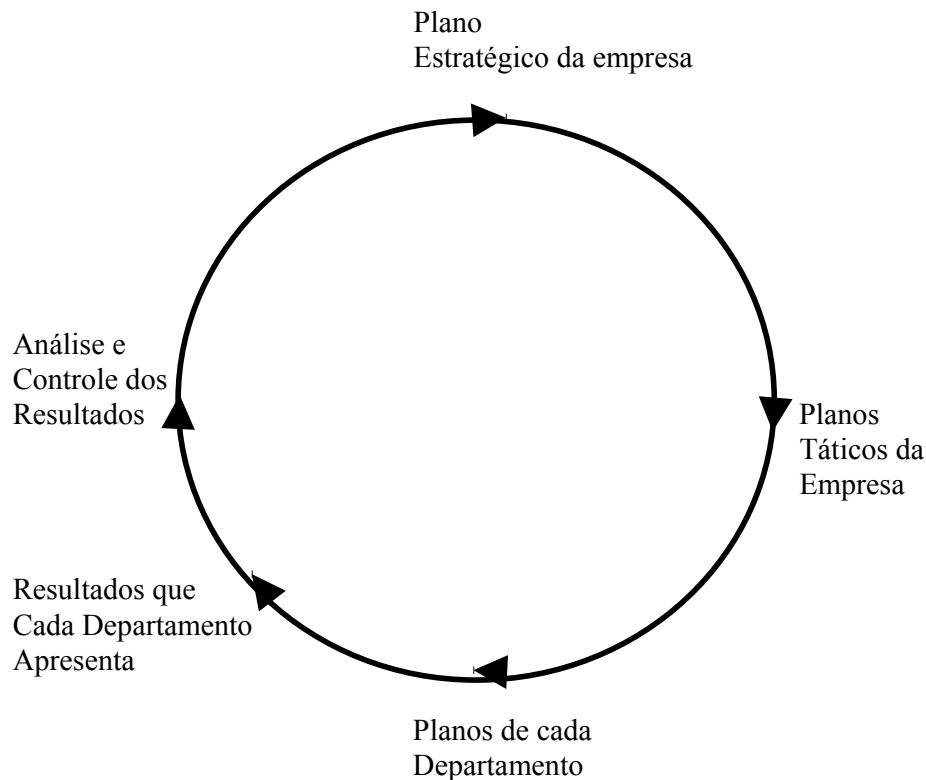 Plano
Estratégico da empresa
Análise e
Controle dos
Resultados
Planos
Táticos da
Empresa
Resultados que
Cada Departamento
Apresenta
Planos de cada
Departamento